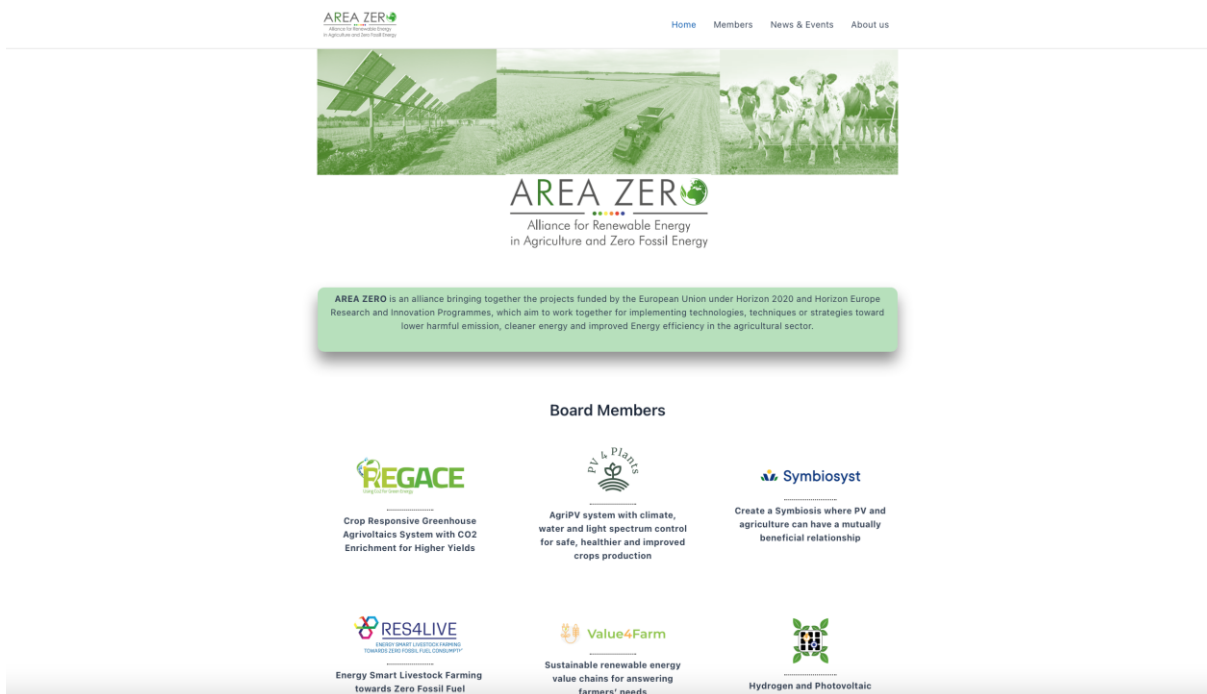 AREA ZERO
Alliance for Renewable Energy
in Agriculture and Zero Fossil Energy
Home Members News & Events About us
AREA ZERO
Alliance for Renewable Energy
in Agriculture and Zero Fossil Energy
AREA ZERO is an alliance bringing together the projects funded by the European Union under Horizon 2020 and Horizon Europe
Research and Innovation Programmes, which aim to work together for implementing technologies, techniques or strategies toward
lower harmful emission, cleaner energy and improved Energy efficiency in the agricultural sector.
Board Members
REGACE
Crop Responsive Greenhouse
Agrivoltaics System with CO2
Enrichment for Higher Yields
PV 4 Plants
AgriPV system with climate,
water and light spectrum control
for safe, healthier and improved
crops production
Symbiosyst
Create a Symbiosis where PV and
agriculture can have a mutually
beneficial relationship
RES4LIVE
ENERGY SMART LIVESTOCK FARMING
TOWARDS ZERO FOSSIL FUEL CONSUMPTION
Energy Smart Livestock Farming
towards Zero Fossil Fuel
Value4Farm
Sustainable renewable energy
value chains for answering
farmers' needs
Hydrogen and Photovoltaic